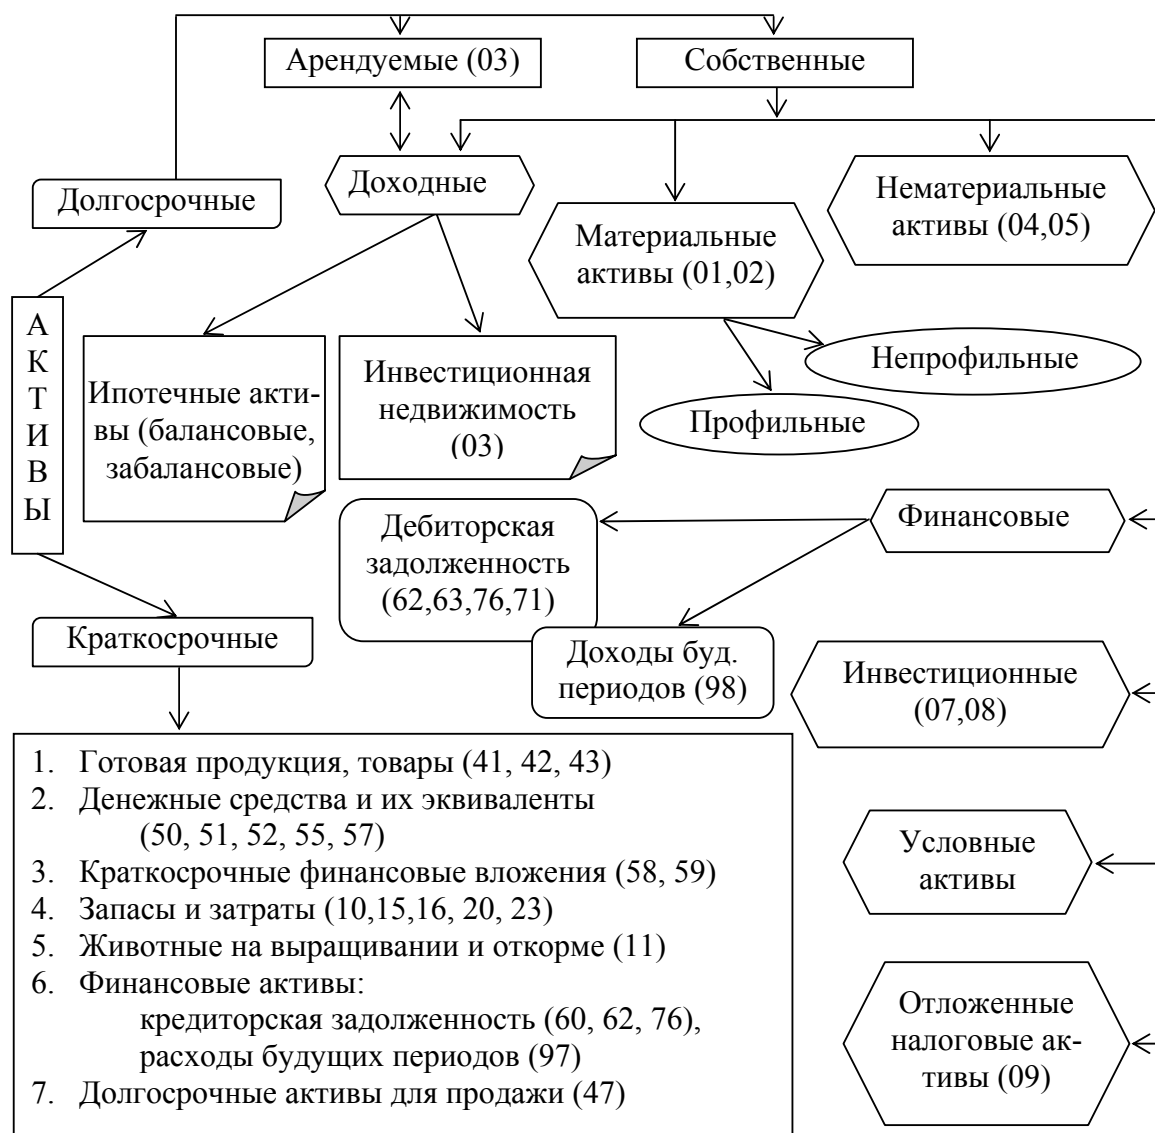 Арендуемые (03)
Собственные
Долгосрочные
Доходные
Материальные
активы (01,02)
Нематериальные
активы (04,05)
А
К
Т
И
В
Ы
Ипотечные акти-
вы (балансовые,
забалансовые)
Инвестиционная
недвижимость
(03)
Непрофильные
Профильные
Дебиторская
задолженность
(62,63,76,71)
Финансовые
Краткосрочные
Доходы буд.
периодов (98)
Инвестиционные
(07,08)
1. Готовая продукция, товары (41, 42, 43)
2. Денежные средства и их эквиваленты
(50, 51, 52, 55, 57)
3. Краткосрочные финансовые вложения (58, 59)
4. Запасы и затраты (10,15,16, 20, 23)
5. Животные на выращивании и откорме (11)
6. Финансовые активы:
кредиторская задолженность (60, 62, 76),
расходы будущих периодов (97)
7. Долгосрочные активы для продажи (47)
Условные
активы
Отложенные
налоговые ак-
тивы (09)